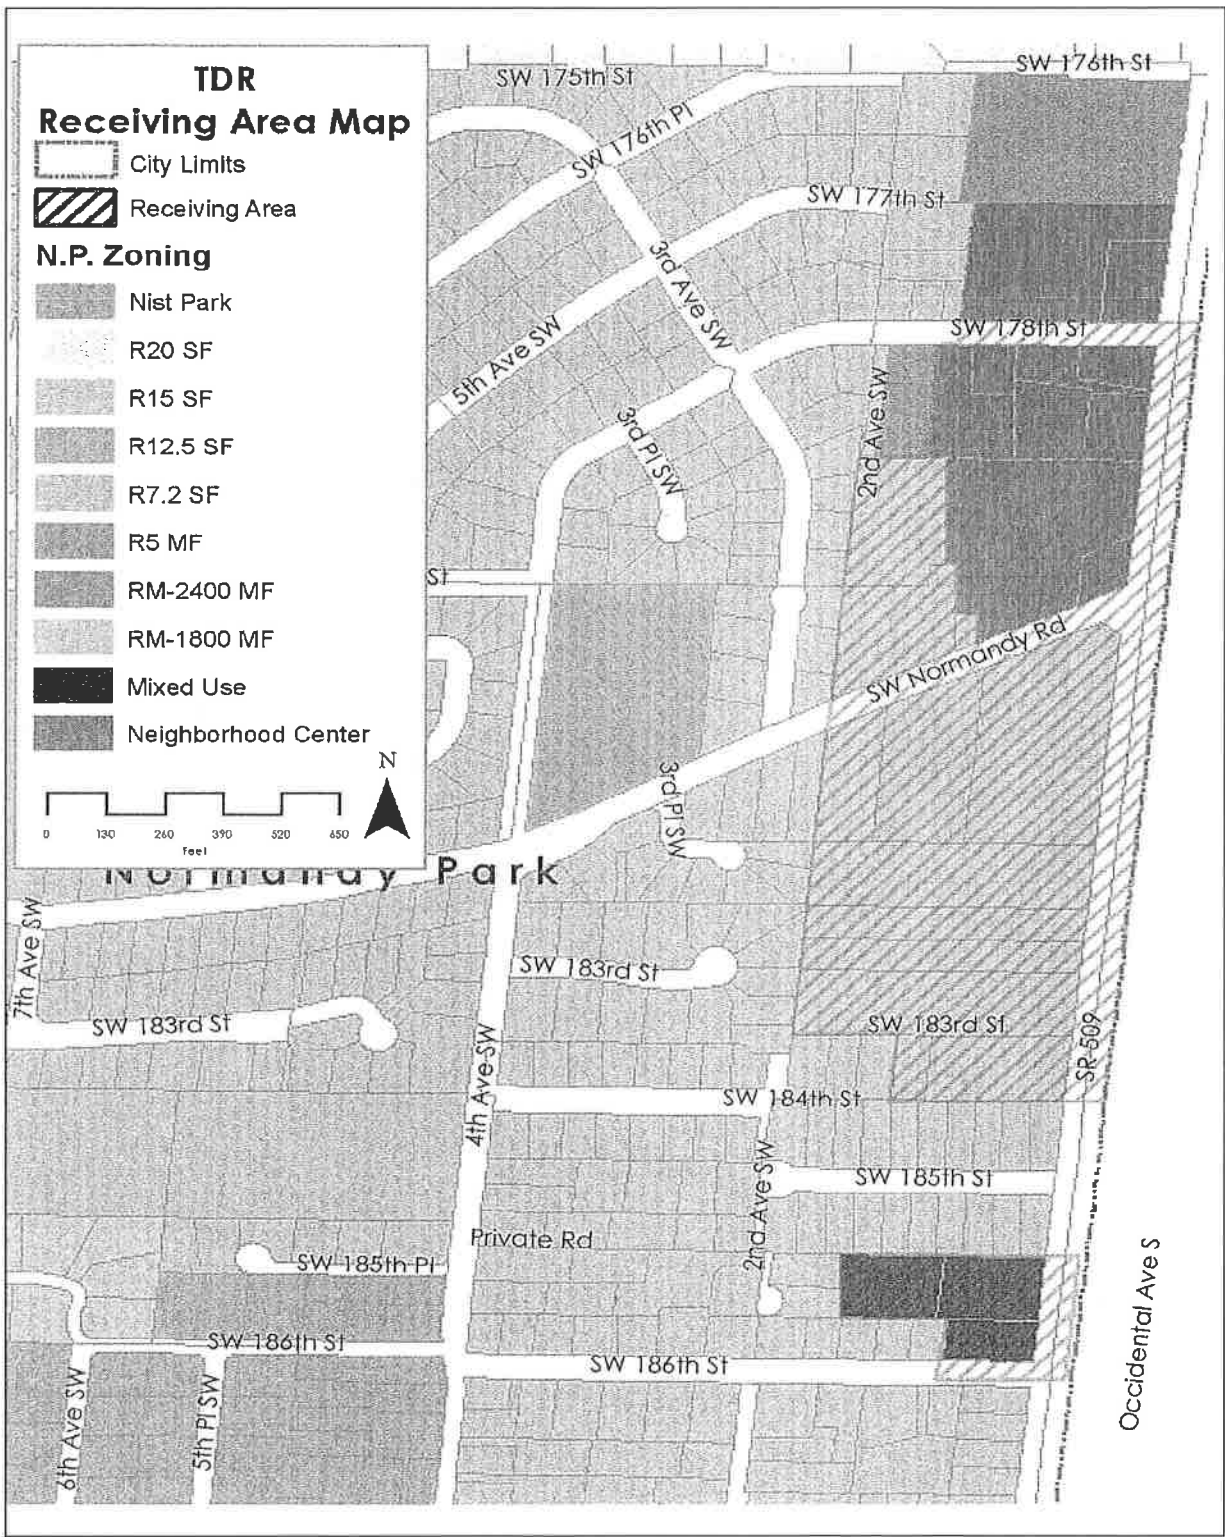 TDR
Receiving Area Map
City Limits
Receiving Area
N.P. Zoning
Nist Park
R20 SF
R15 SF
R12.5 SF
R7.2 SF
R5 MF
RM-2400 MF
RM-1800 MF
Mixed Use
Neighborhood Center
N
0 130 260 390 520 650
Feet
SW 175th St
SW 176th St
SW 176th Pl
SW 177th St
3rd Ave SW
5th Ave SW
SW 178th St
2nd Ave SW
3rd Pl SW
St
SW Normandy Rd
3rd Pl SW
Normandy Park
7th Ave SW
SW 183rd St
SW 183rd St
SW 183rd St
SR-509
4th Ave SW
SW 184th St
2nd Ave SW
SW 185th St
Private Rd
SW 185th Pl
SW 186th St
SW 186th St
6th Ave SW
5th Pl SW
Occidental Ave S